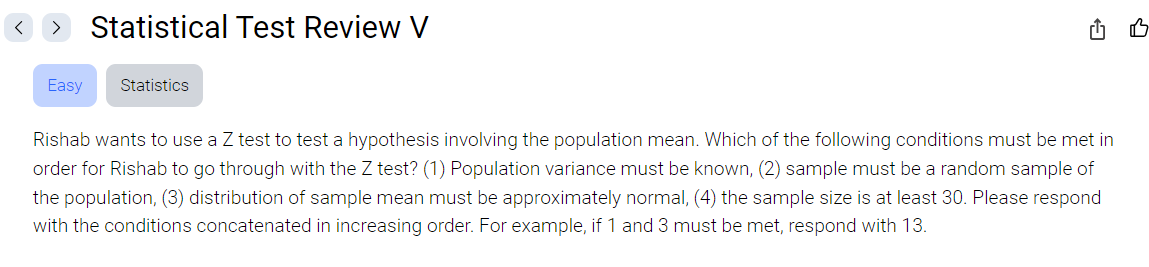 Statistical Test Review V
Easy Statistics
Rishab wants to use a Z test to test a hypothesis involving the population mean. Which of the following conditions must be met in
order for Rishab to go through with the Z test? (1) Population variance must be known, (2) sample must be a random sample of
the population, (3) distribution of sample mean must be approximately normal, (4) the sample size is at least 30. Please respond
with the conditions concatenated in increasing order. For example, if 1 and 3 must be met, respond with 13.